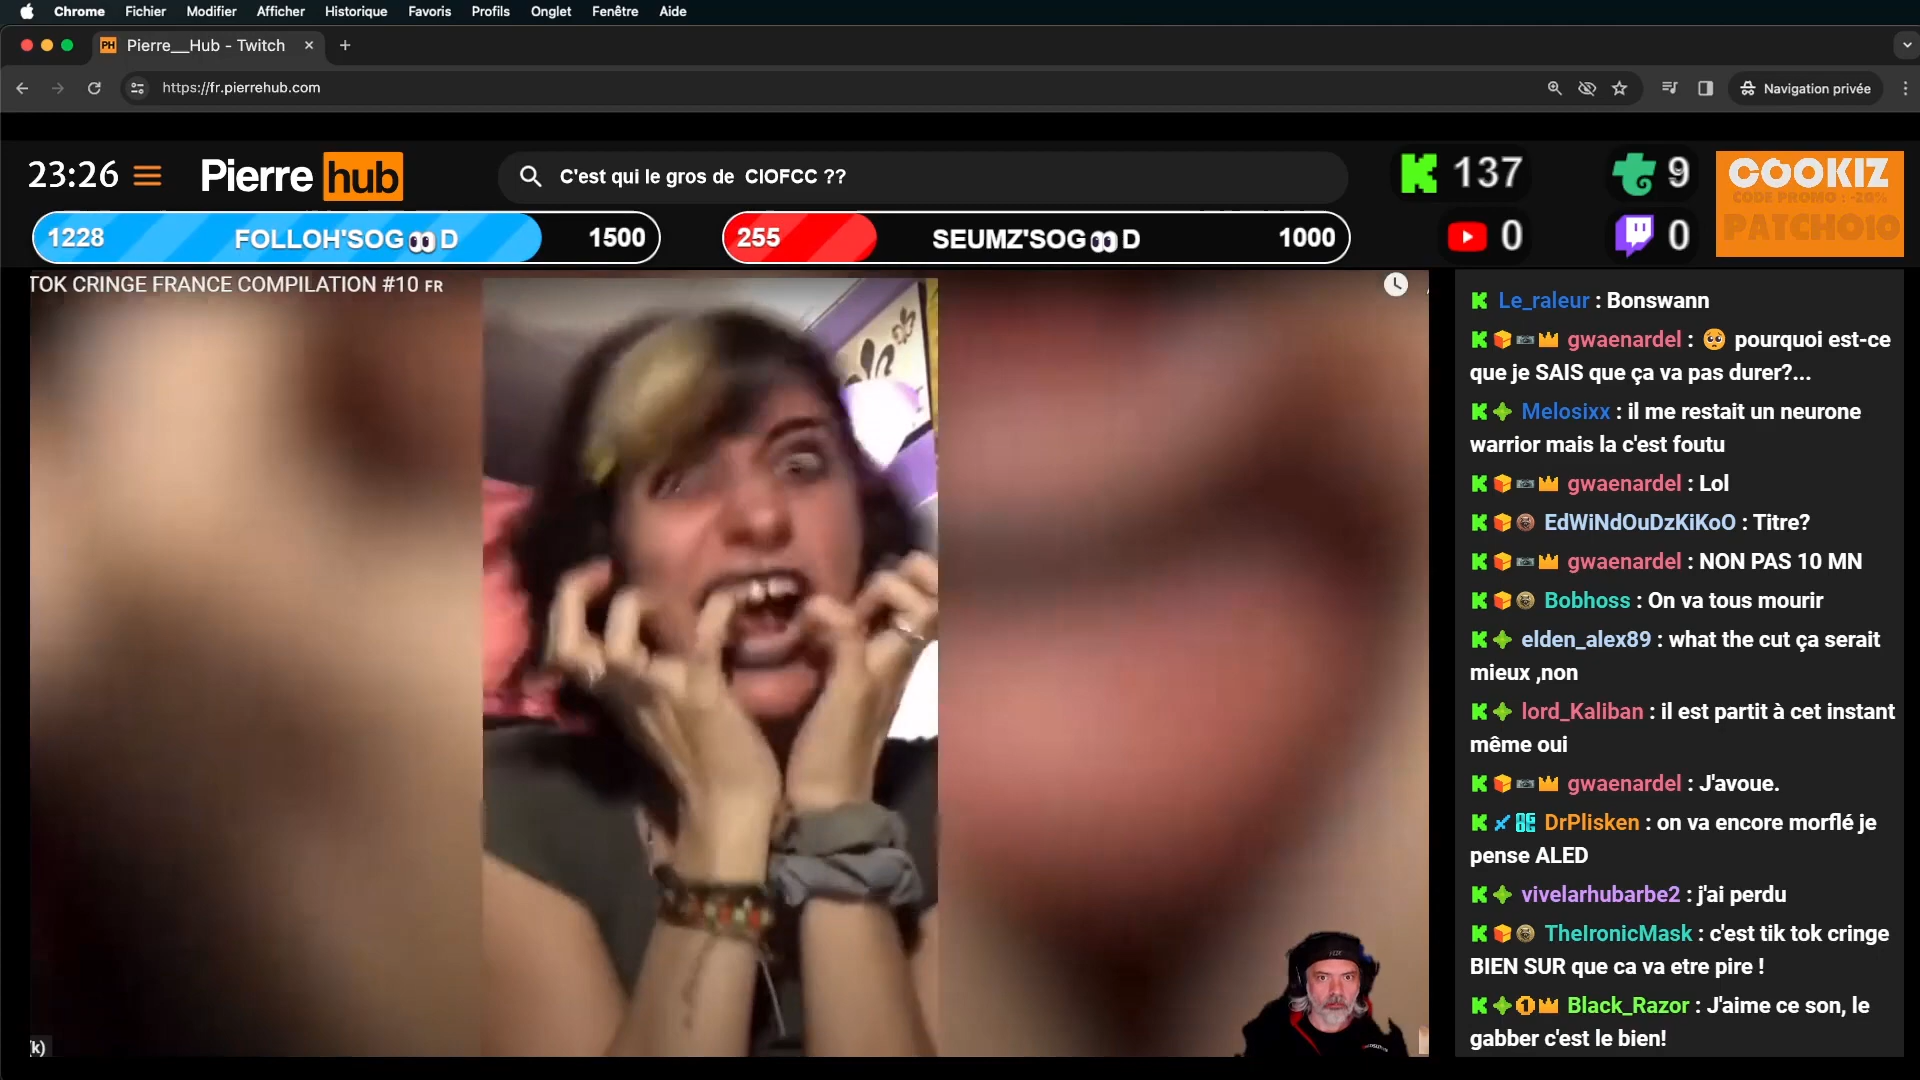 Chrome Fichier Modifier Afficher Historique Favoris Profils Onglet Fenêtre Aide
PH Pierre__Hub - Twitch
https://fr.pierrehub.com
Navigation privée
23:26
Pierre hub
C'est qui le gros de CIOFCC ??
137
9
COOKIZ
CODE PROMO : -20%
PATCHO10
1228 FOLLOH'SOG👀D 1500
255 SEUMZ'SOG👀D 1000
0
0
TOK CRINGE FRANCE COMPILATION #10 FR
Le_raleur : Bonswann
gwaenardel : 🥺 pourquoi est-ce
que je SAIS que ça va pas durer?...
Melosixx : il me restait un neurone
warrior mais la c'est foutu
gwaenardel : Lol
EdWiNdOuDzKiKoO : Titre?
gwaenardel : NON PAS 10 MN
Bobhoss : On va tous mourir
elden_alex89 : what the cut ça serait
mieux ,non
lord_Kaliban : il est partit à cet instant
même oui
gwaenardel : J'avoue.
DrPlisken : on va encore morflé je
pense ALED
vivelarhubarbe2 : j'ai perdu
TheIronicMask : c'est tik tok cringe
BIEN SUR que ca va etre pire !
Black_Razor : J'aime ce son, le
gabber c'est le bien!
k)